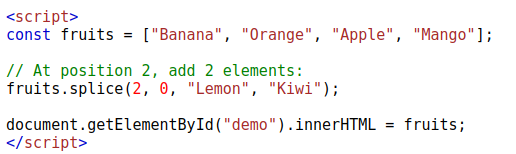 <script>
const fruits = ["Banana", "Orange", "Apple", "Mango"];
// At position 2, add 2 elements:
fruits.splice(2, 0, "Lemon", "Kiwi");
document.getElementById("demo").innerHTML = fruits;
</script>